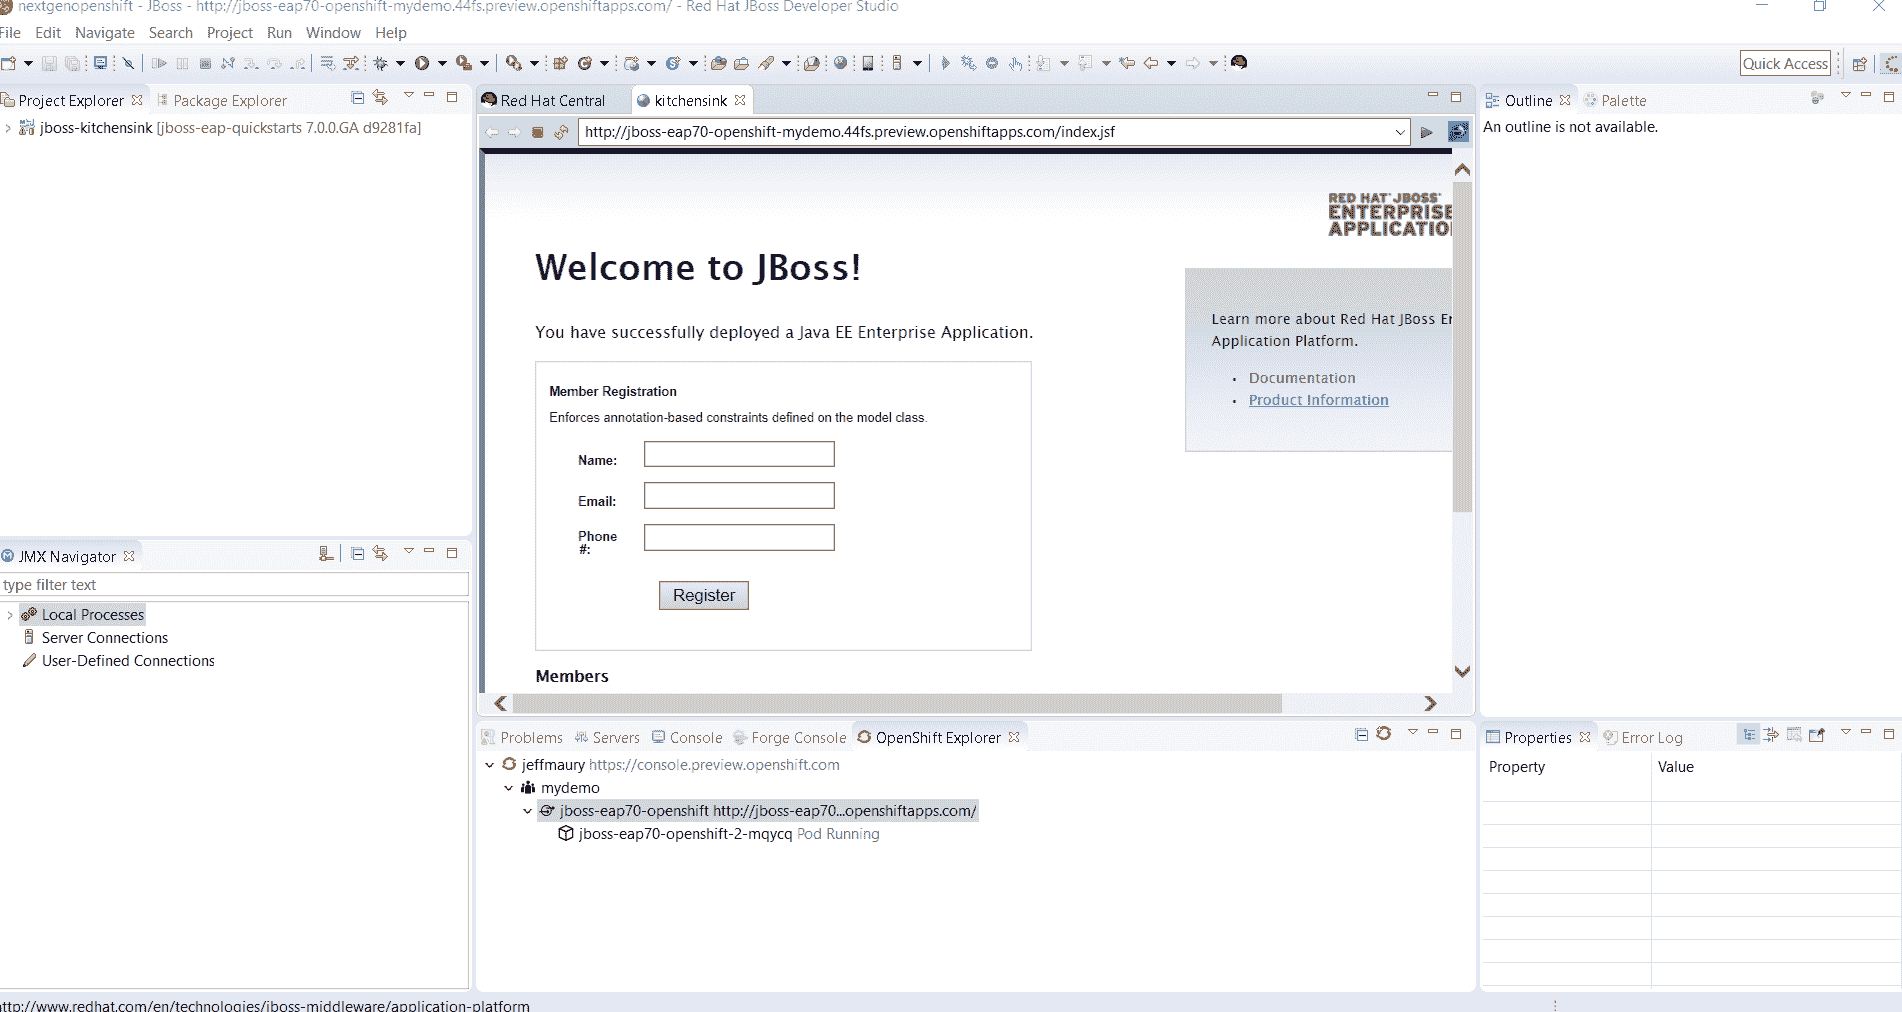 nextgenopenshift - JBoss - http://jboss-eap70-openshift-mydemo.44fs.preview.openshiftapps.com/ - Red Hat JBoss Developer Studio
File Edit Navigate Search Project Run Window Help
Quick Access
Project Explorer Package Explorer
jboss-kitchensink [jboss-eap-quickstarts 7.0.0.GA d9281fa]
Red Hat Central kitchensink
http://jboss-eap70-openshift-mydemo.44fs.preview.openshiftapps.com/index.jsf
RED HAT JBOSS
ENTERPRISE
APPLICATIO
Welcome to JBoss!
You have successfully deployed a Java EE Enterprise Application.
Member Registration
Enforces annotation-based constraints defined on the model class.
Name:
Email:
Phone
#:
Register
Members
Learn more about Red Hat JBoss Er
Application Platform.
Documentation
Product Information
Outline Palette
An outline is not available.
JMX Navigator
type filter text
Local Processes
Server Connections
User-Defined Connections
Problems Servers Console Forge Console OpenShift Explorer
jeffmaury https://console.preview.openshift.com
mydemo
jboss-eap70-openshift http://jboss-eap70...openshiftapps.com/
jboss-eap70-openshift-2-mqycq Pod Running
Properties Error Log
Property Value
http://www.redhat.com/en/technologies/jboss-middleware/application-platform